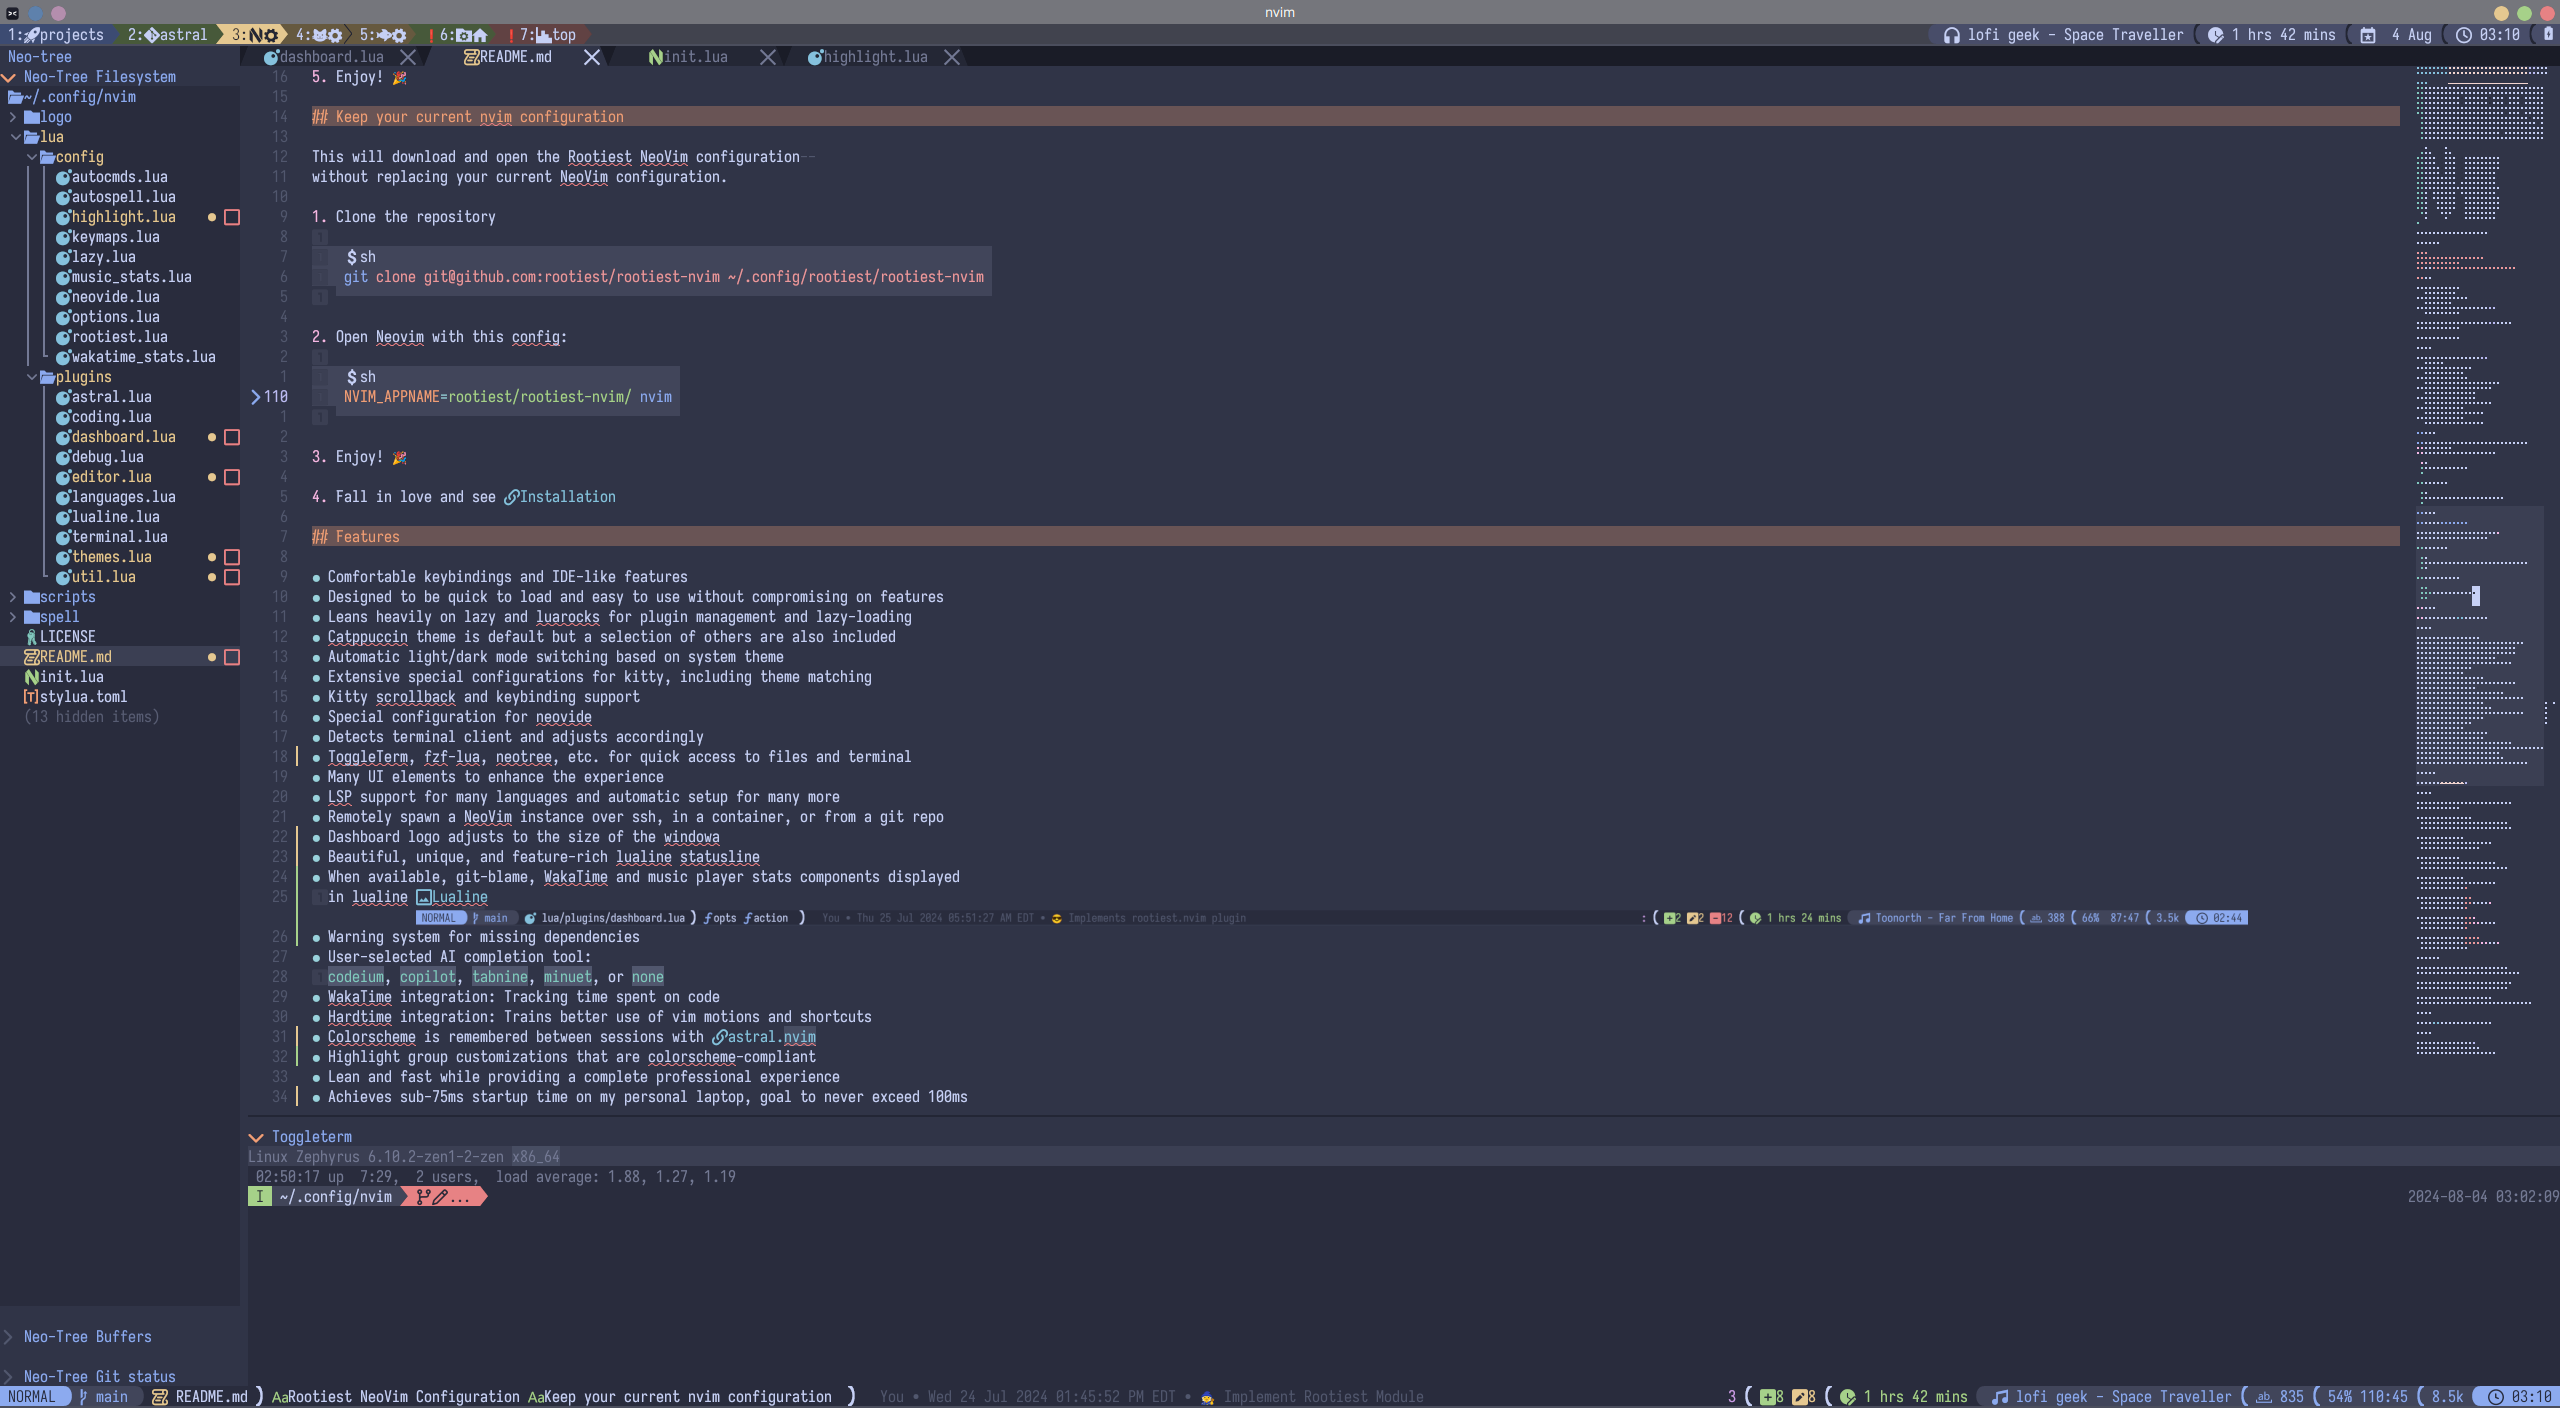 nvim
1:projects 2:astral 3: 4: 5: 6: 7:top
lofi geek - Space Traveller ( 1 hrs 42 mins ( 4 Aug ( 03:10 (
Neo-tree
dashboard.lua
README.md
init.lua
highlight.lua
Neo-Tree Filesystem
~/.config/nvim
logo
lua
config
autocmds.lua
autospell.lua
highlight.lua
keymaps.lua
lazy.lua
music_stats.lua
neovide.lua
options.lua
rootiest.lua
wakatime_stats.lua
plugins
astral.lua
coding.lua
dashboard.lua
debug.lua
editor.lua
languages.lua
lualine.lua
terminal.lua
themes.lua
util.lua
scripts
spell
LICENSE
README.md
init.lua
stylua.toml
(13 hidden items)
16 5. Enjoy! 🎉
15
14 ## Keep your current nvim configuration
13
12 This will download and open the Rootiest NeoVim configuration--
11 without replacing your current NeoVim configuration.
10
9 1. Clone the repository
8
7 $ sh
6 git clone git@github.com:rootiest/rootiest-nvim ~/.config/rootiest/rootiest-nvim
5
4
3 2. Open Neovim with this config:
2
1 $ sh
110 NVIM_APPNAME=rootiest/rootiest-nvim/ nvim
1
2
3 3. Enjoy! 🎉
4
5 4. Fall in love and see Installation
6
7 ## Features
8
9 ● Comfortable keybindings and IDE-like features
10 ● Designed to be quick to load and easy to use without compromising on features
11 ● Leans heavily on lazy and luarocks for plugin management and lazy-loading
12 ● Catppuccin theme is default but a selection of others are also included
13 ● Automatic light/dark mode switching based on system theme
14 ● Extensive special configurations for kitty, including theme matching
15 ● Kitty scrollback and keybinding support
16 ● Special configuration for neovide
17 ● Detects terminal client and adjusts accordingly
18 ● ToggleTerm, fzf-lua, neotree, etc. for quick access to files and terminal
19 ● Many UI elements to enhance the experience
20 ● LSP support for many languages and automatic setup for many more
21 ● Remotely spawn a NeoVim instance over ssh, in a container, or from a git repo
22 ● Dashboard logo adjusts to the size of the windowa
23 ● Beautiful, unique, and feature-rich lualine statusline
24 ● When available, git-blame, WakaTime and music player stats components displayed
25 in lualine Lualine
NORMAL main lua/plugins/dashboard.lua ) opts action ) You • Thu 25 Jul 2024 05:51:27 AM EDT • 😎 Implements rootiest.nvim plugin : ( 2 2 12 ( 1 hrs 24 mins Toonorth - Far From Home ( 388 ( 66% 87:47 ( 3.5k 02:44
26 ● Warning system for missing dependencies
27 ● User-selected AI completion tool:
28 codeium, copilot, tabnine, minuet, or none
29 ● WakaTime integration: Tracking time spent on code
30 ● Hardtime integration: Trains better use of vim motions and shortcuts
31 ● Colorscheme is remembered between sessions with astral.nvim
32 ● Highlight group customizations that are colorscheme-compliant
33 ● Lean and fast while providing a complete professional experience
34 ● Achieves sub-75ms startup time on my personal laptop, goal to never exceed 100ms
Toggleterm
Linux Zephyrus 6.10.2-zen1-2-zen x86_64
02:50:17 up 7:29, 2 users, load average: 1.88, 1.27, 1.19
I ~/.config/nvim ... 2024-08-04 03:02:09
Neo-Tree Buffers
Neo-Tree Git status
NORMAL main README.md ) AaRootiest NeoVim Configuration AaKeep your current nvim configuration ) You • Wed 24 Jul 2024 01:45:52 PM EDT • Implement Rootiest Module 3 ( 8 8 ( 1 hrs 42 mins lofi geek - Space Traveller ( 835 ( 54% 110:45 ( 8.5k 03:10